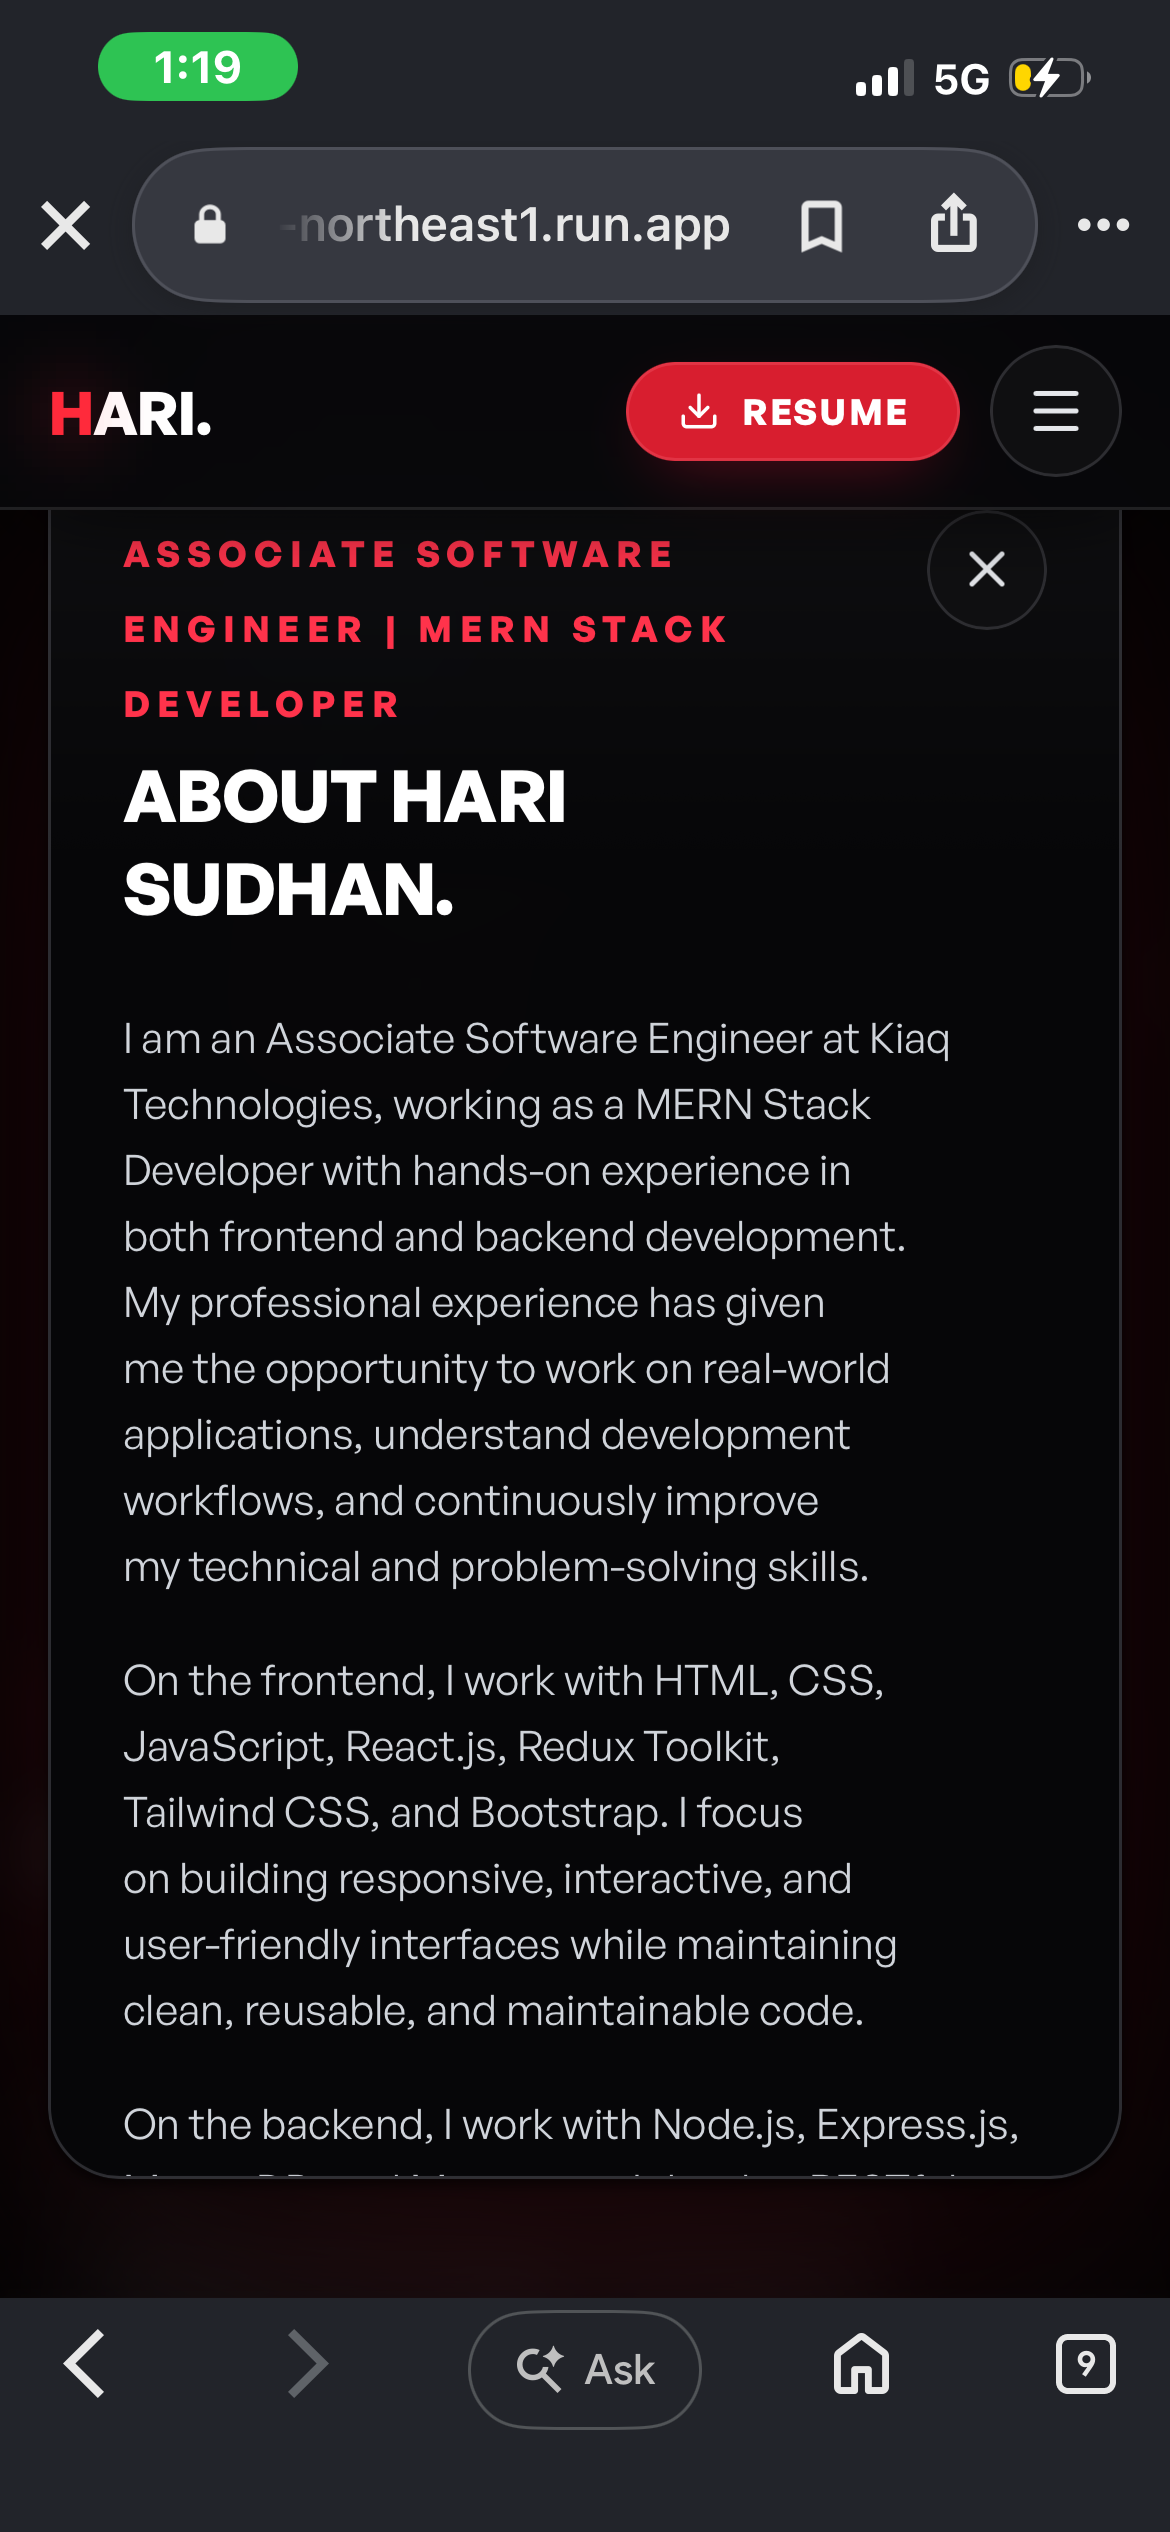 1:19
5G
-northeast1.run.app
HARI.
RESUME
ASSOCIATE SOFTWARE
ENGINEER | MERN STACK
DEVELOPER
ABOUT HARI
SUDHAN.
I am an Associate Software Engineer at Kiaq
Technologies, working as a MERN Stack
Developer with hands-on experience in
both frontend and backend development.
My professional experience has given
me the opportunity to work on real-world
applications, understand development
workflows, and continuously improve
my technical and problem-solving skills.
On the frontend, I work with HTML, CSS,
JavaScript, React.js, Redux Toolkit,
Tailwind CSS, and Bootstrap. I focus
on building responsive, interactive, and
user-friendly interfaces while maintaining
clean, reusable, and maintainable code.
On the backend, I work with Node.js, Express.js,
Ask
9